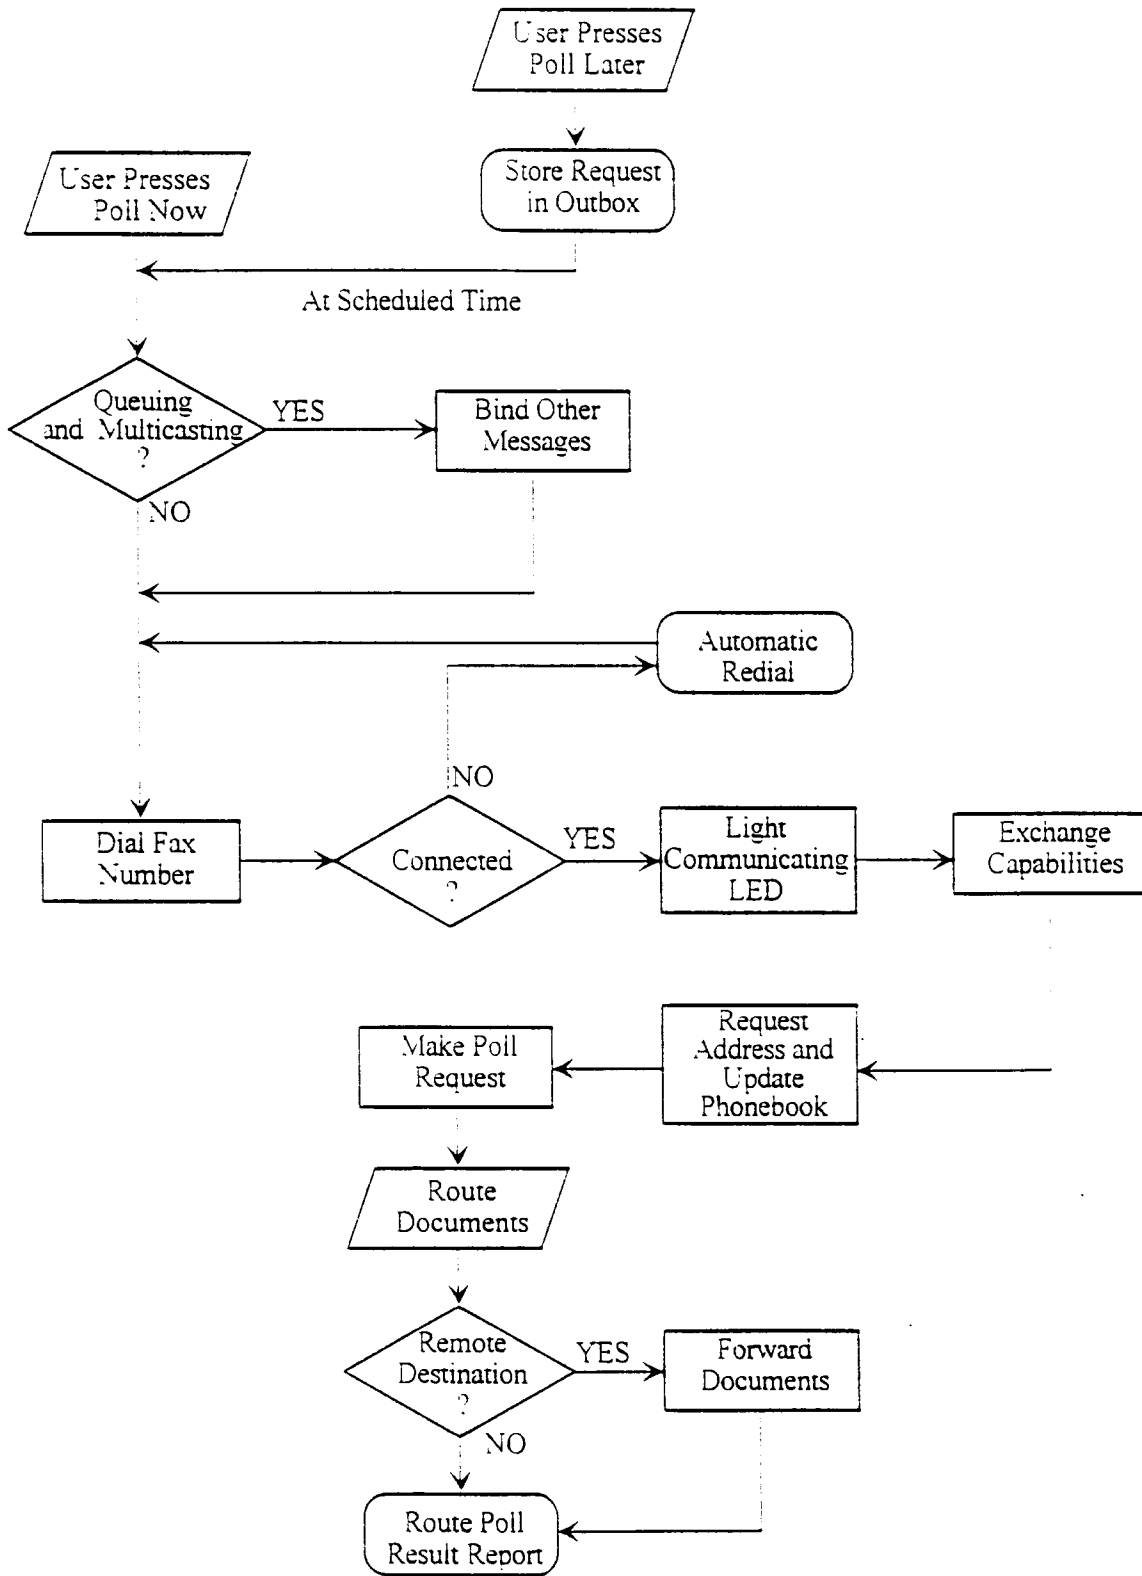 User Presses
Poll Later
Store Request
in Outbox
User Presses
Poll Now
At Scheduled Time
Queuing
and Multicasting
?
YES
Bind Other
Messages
NO
Automatic
Redial
NO
Dial Fax
Number
Connected
?
YES
Light
Communicating
LED
Exchange
Capabilities
Request
Address and
Update
Phonebook
Make Poll
Request
Route
Documents
Remote
Destination
?
YES
Forward
Documents
NO
Route Poll
Result Report